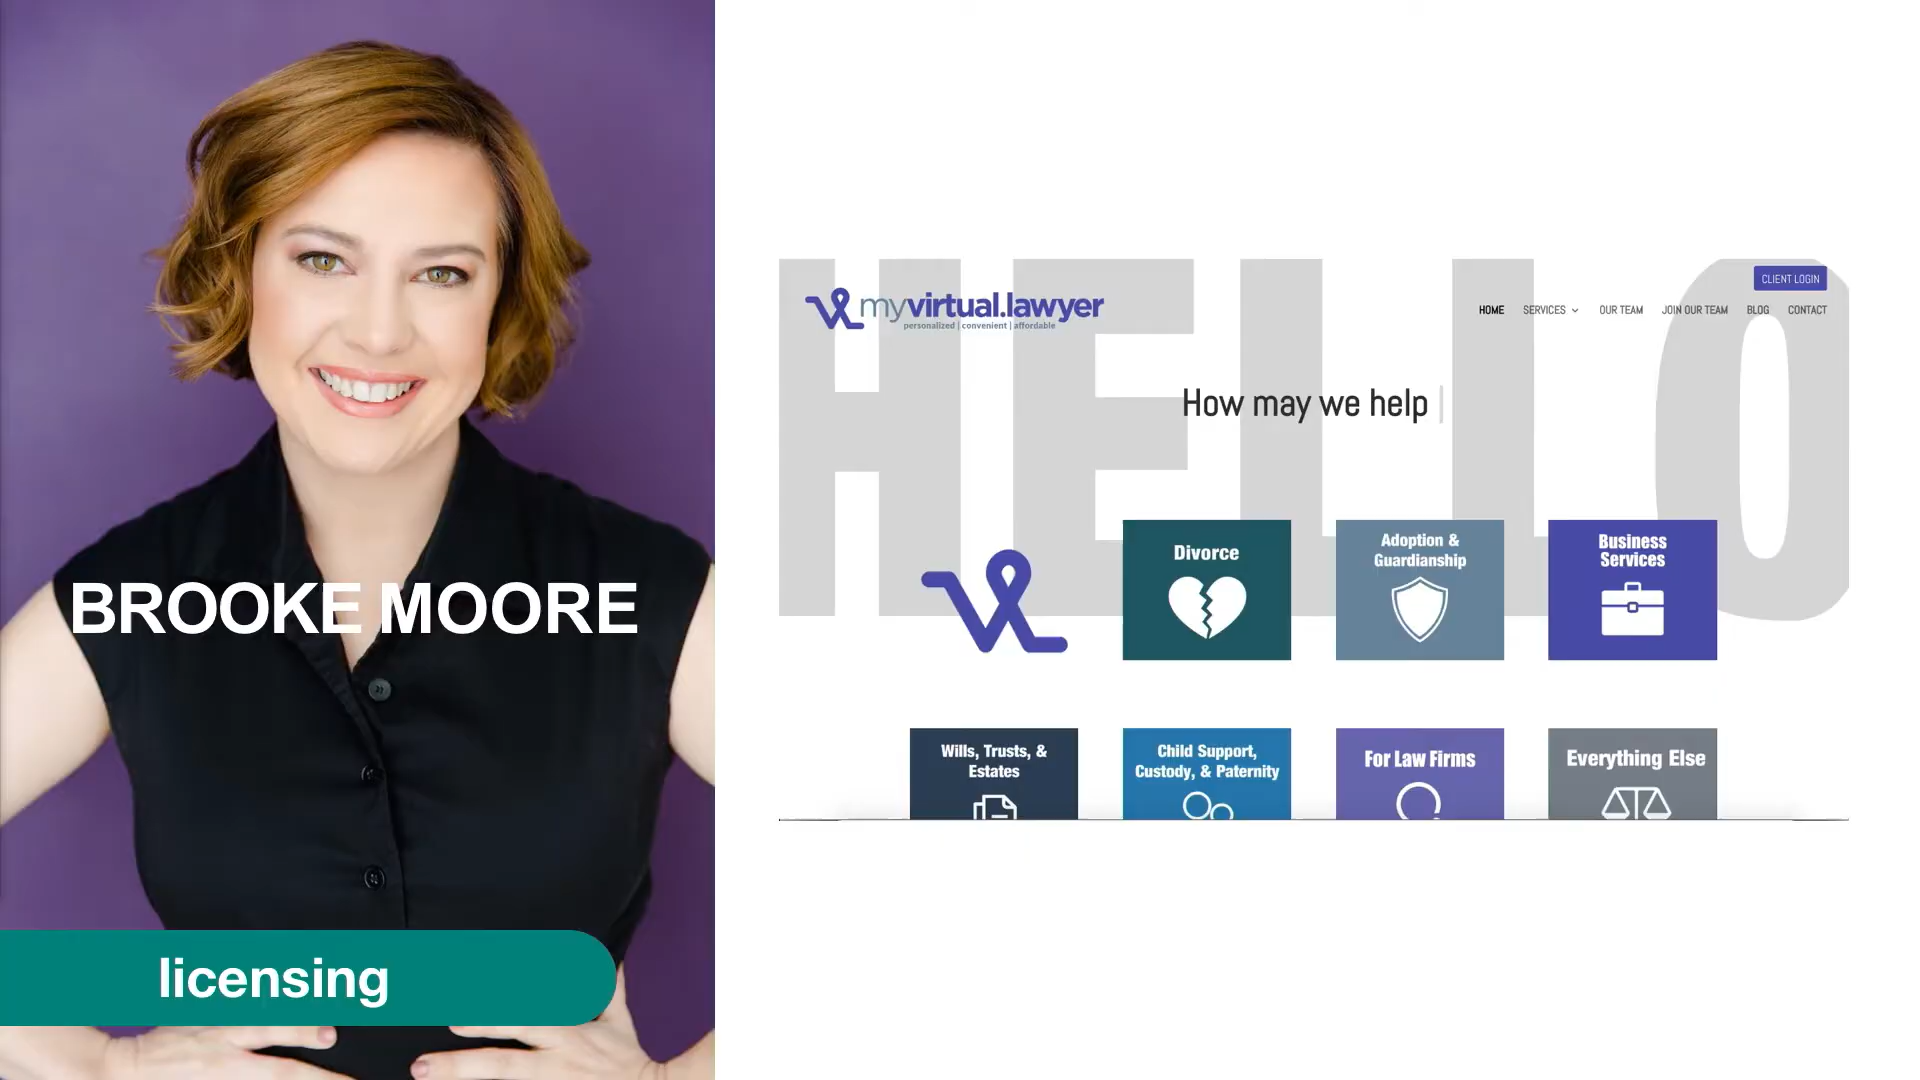 BROOKE MOORE
licensing
HELLO
CLIENT LOGIN
myvirtual.lawyer
personalized | convenient | affordable
HOME SERVICES OUR TEAM JOIN OUR TEAM BLOG CONTACT
How may we help
Divorce
Adoption &
Guardianship
Business
Services
Wills, Trusts, &
Estates
Child Support,
Custody, & Paternity
For Law Firms
Everything Else